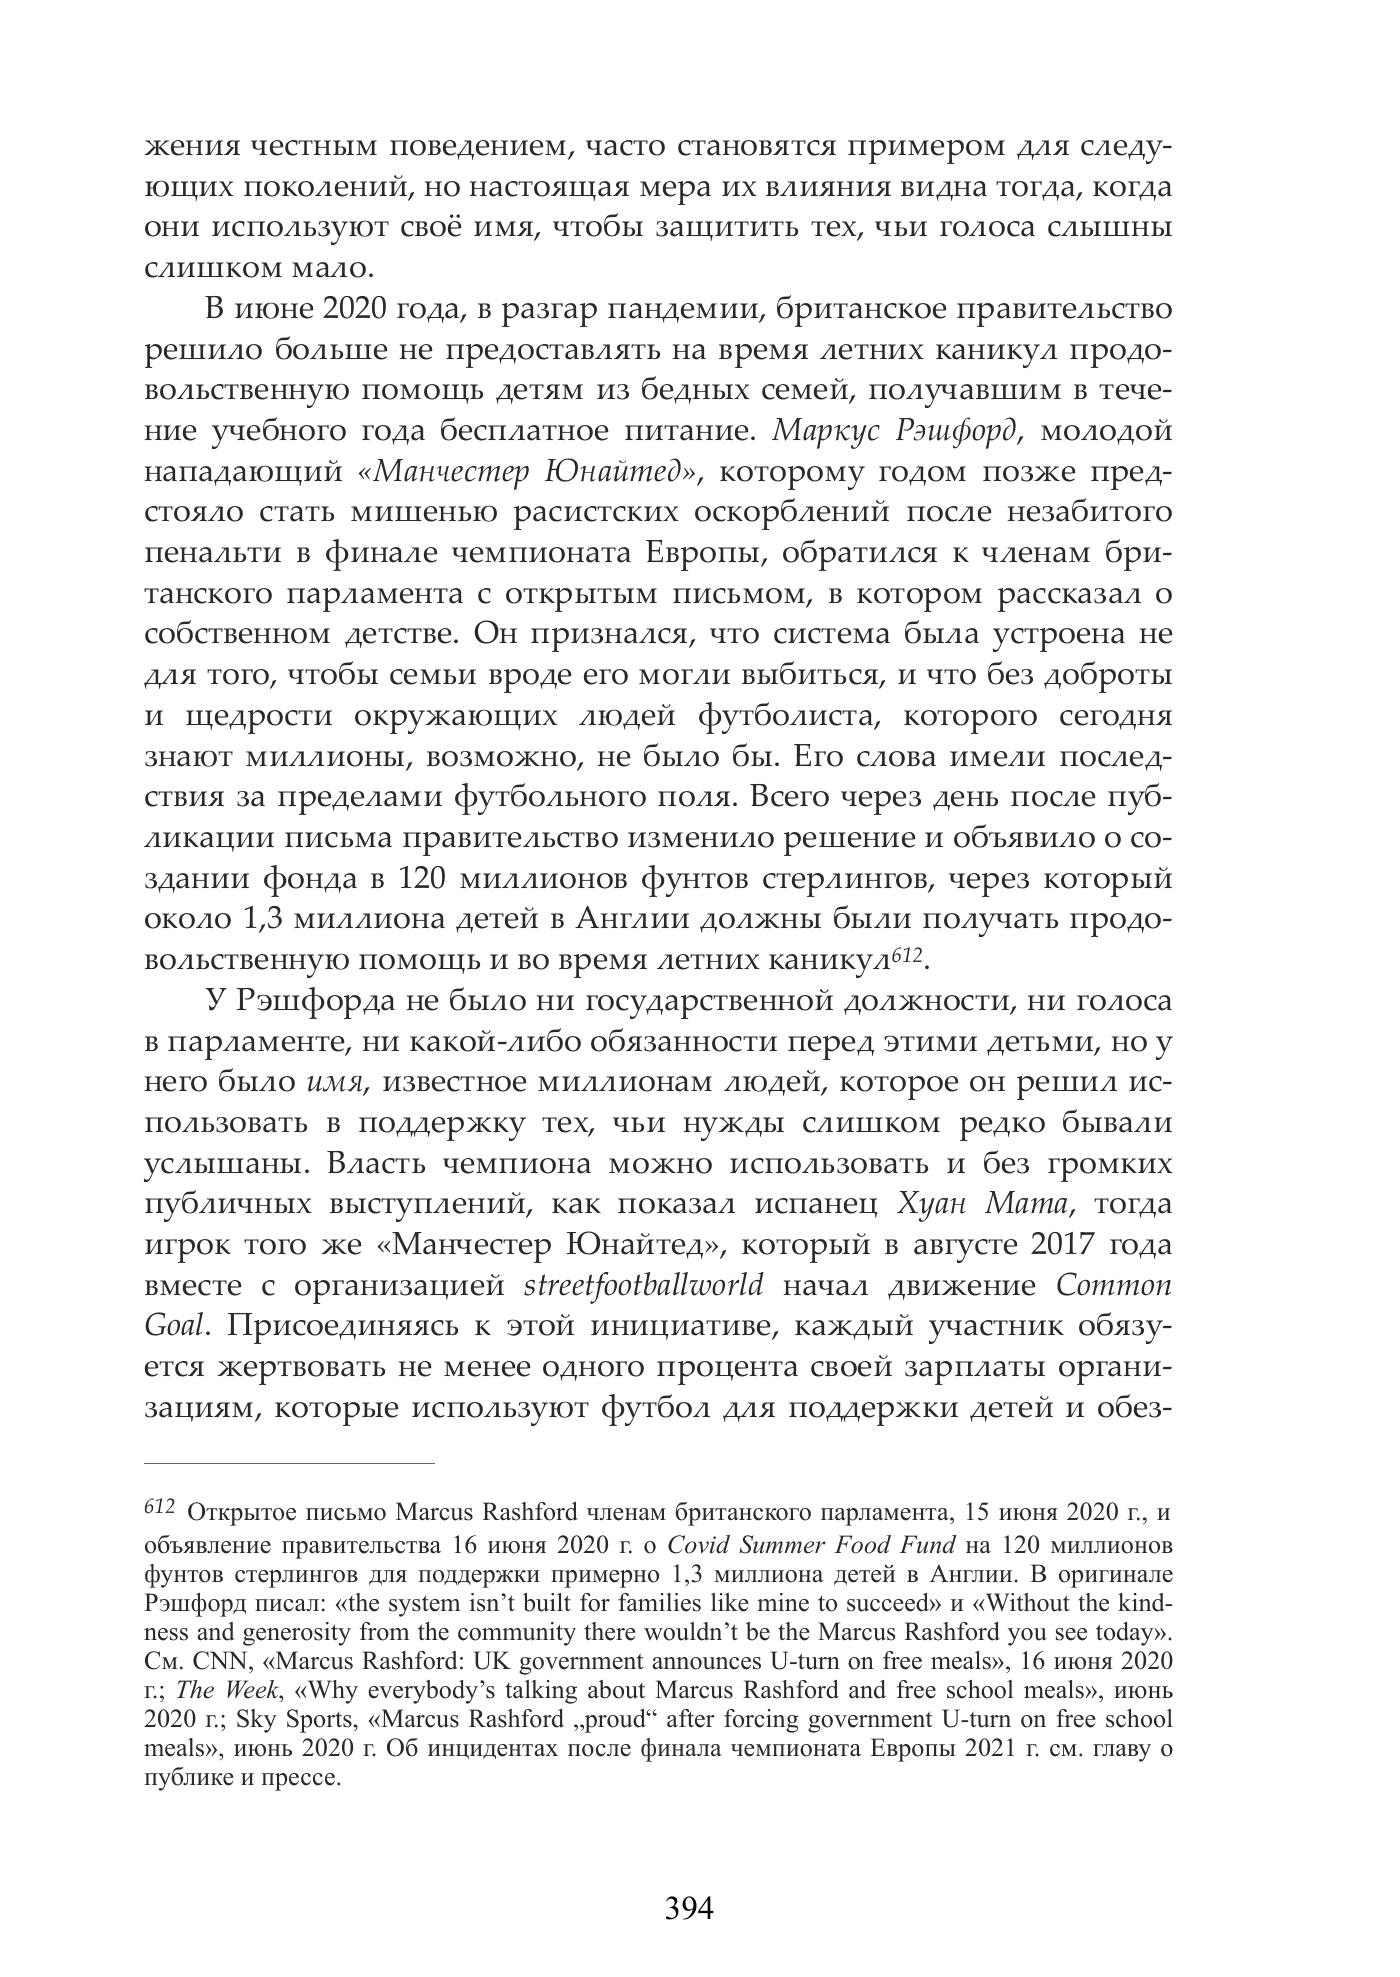 жения честным поведением, часто становятся примером для следу-
ющих поколений, но настоящая мера их влияния видна тогда, когда
они используют своё имя, чтобы защитить тех, чьи голоса слышны
слишком мало.
В июне 2020 года, в разгар пандемии, британское правительство
решило больше не предоставлять на время летних каникул продо-
вольственную помощь детям из бедных семей, получавшим в тече-
ние учебного года бесплатное питание. Маркус Рэшфорд, молодой
нападающий «Манчестер Юнайтед», которому годом позже пред-
стояло стать мишенью расистских оскорблений после незабитого
пенальти в финале чемпионата Европы, обратился к членам бри-
танского парламента с открытым письмом, в котором рассказал о
собственном детстве. Он признался, что система была устроена не
для того, чтобы семьи вроде его могли выбиться, и что без доброты
и щедрости окружающих людей футболиста, которого сегодня
знают миллионы, возможно, не было бы. Его слова имели послед-
ствия за пределами футбольного поля. Всего через день после пуб-
ликации письма правительство изменило решение и объявило о со-
здании фонда в 120 миллионов фунтов стерлингов, через который
около 1,3 миллиона детей в Англии должны были получать продо-
вольственную помощь и во время летних каникул612.
У Рэшфорда не было ни государственной должности, ни голоса
в парламенте, ни какой-либо обязанности перед этими детьми, но у
него было имя, известное миллионам людей, которое он решил ис-
пользовать в поддержку тех, чьи нужды слишком редко бывали
услышаны. Власть чемпиона можно использовать и без громких
публичных выступлений, как показал испанец Хуан Мата, тогда
игрок того же «Манчестер Юнайтед», который в августе 2017 года
вместе с организацией streetfootballworld начал движение Common
Goal. Присоединяясь к этой инициативе, каждый участник обязу-
ется жертвовать не менее одного процента своей зарплаты органи-
зациям, которые используют футбол для поддержки детей и обез-
612 Открытое письмо Marcus Rashford членам британского парламента, 15 июня 2020 г., и
объявление правительства 16 июня 2020 г. о Covid Summer Food Fund на 120 миллионов
фунтов стерлингов для поддержки примерно 1,3 миллиона детей в Англии. В оригинале
Рэшфорд писал: «the system isn’t built for families like mine to succeed» и «Without the kind-
ness and generosity from the community there wouldn’t be the Marcus Rashford you see today».
См. CNN, «Marcus Rashford: UK government announces U-turn on free meals», 16 июня 2020
г.; The Week, «Why everybody’s talking about Marcus Rashford and free school meals», июнь
2020 г.; Sky Sports, «Marcus Rashford „proud“ after forcing government U-turn on free school
meals», июнь 2020 г. Об инцидентах после финала чемпионата Европы 2021 г. см. главу о
публике и прессе.
394